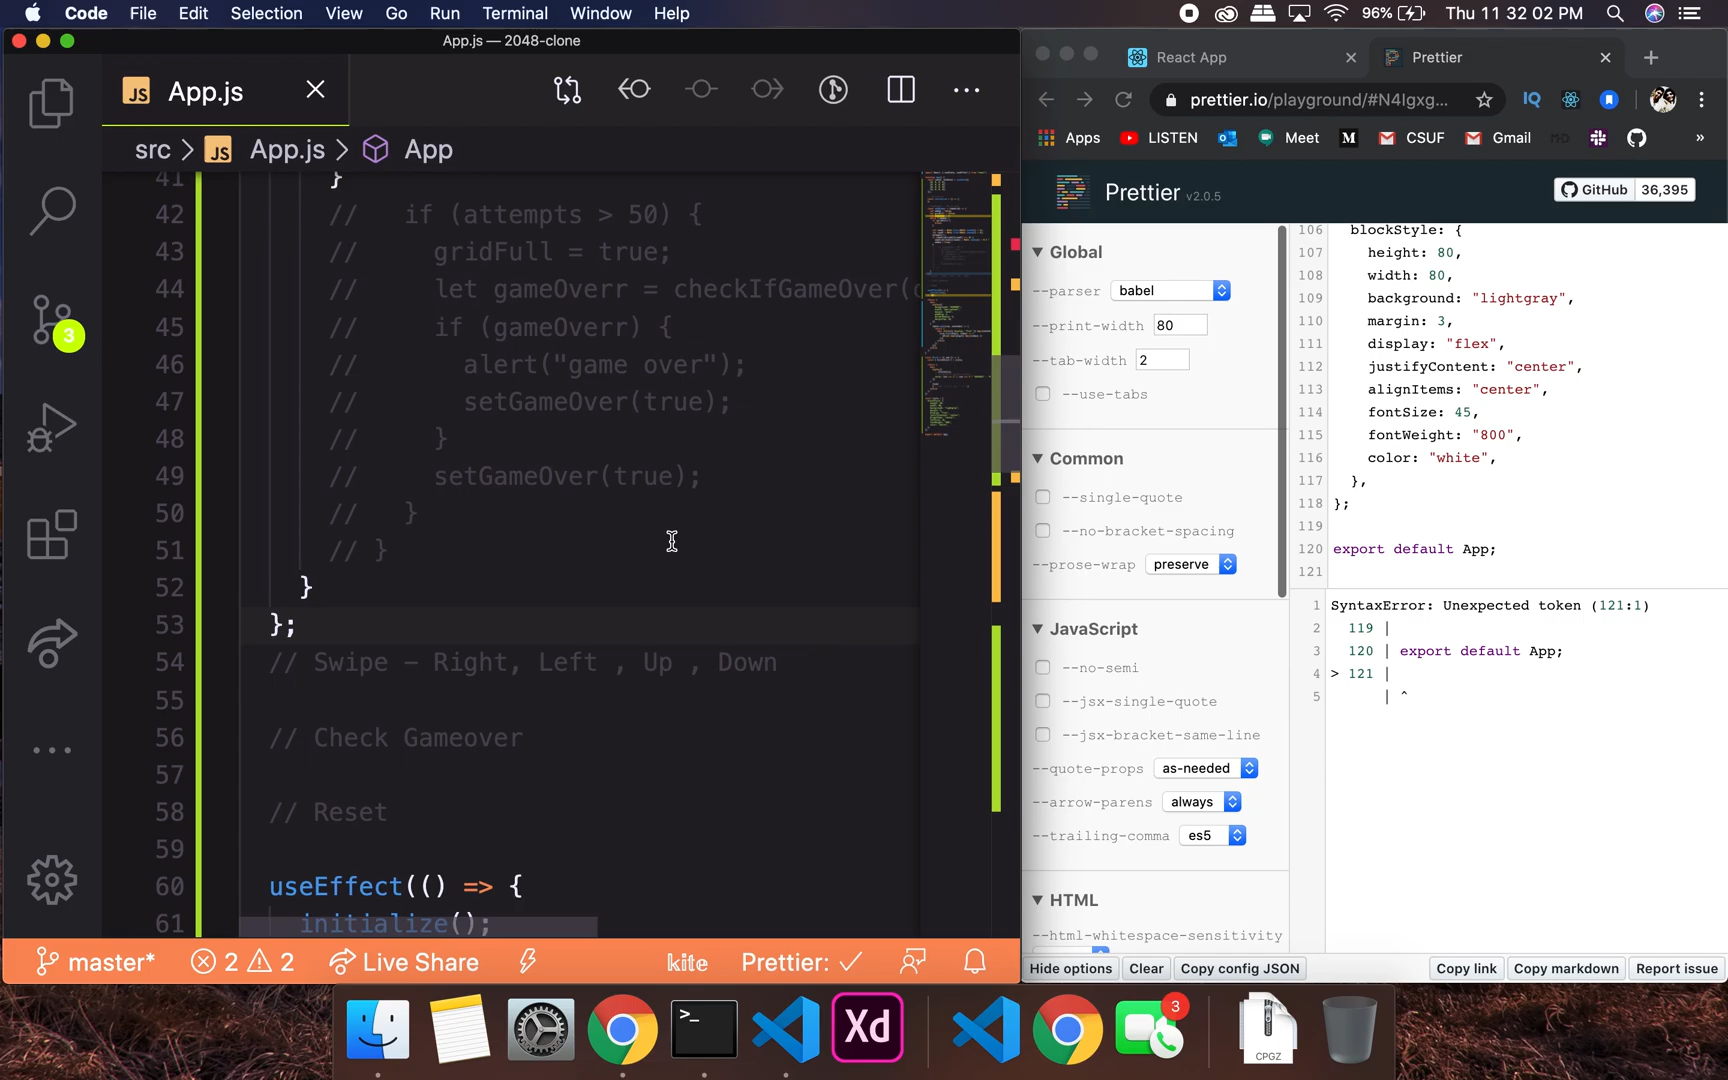 Code File Edit Selection View Go Run Terminal Window Help 96% Thu 11 32 02 PM
App.js — 2048-clone
JS App.js
src > JS App.js > App
41 }
42 // if (attempts > 50) {
43 // gridFull = true;
44 // let gameOverr = checkIfGameOver(
45 // if (gameOverr) {
46 // alert("game over");
47 // setGameOver(true);
48 // }
49 // setGameOver(true);
50 // }
51 // }
52 }
53 };
54 // Swipe – Right, Left , Up , Down
55
56 // Check Gameover
57
58 // Reset
59
60 useEffect(() => {
61 initialize();
3
master* 2 2 Live Share kite Prettier: ✓
React App
Prettier
prettier.io/playground/#N4Igxg...
IQ
Apps LISTEN Meet M CSUF Gmail »
Prettier v2.0.5
GitHub 36,395
▼ Global
--parser babel
--print-width 80
--tab-width 2
--use-tabs
▼ Common
--single-quote
--no-bracket-spacing
--prose-wrap preserve
▼ JavaScript
--no-semi
--jsx-single-quote
--jsx-bracket-same-line
--quote-props as-needed
--arrow-parens always
--trailing-comma es5
▼ HTML
--html-whitespace-sensitivity
106 blockStyle: {
107 height: 80,
108 width: 80,
109 background: "lightgray",
110 margin: 3,
111 display: "flex",
112 justifyContent: "center",
113 alignItems: "center",
114 fontSize: 45,
115 fontWeight: "800",
116 color: "white",
117 },
118 };
119
120 export default App;
121
1 SyntaxError: Unexpected token (121:1)
2 119 |
3 120 | export default App;
4 > 121 |
5 | ^
Hide options Clear Copy config JSON Copy link Copy markdown Report issue
>_
Xd
3
CPGZ